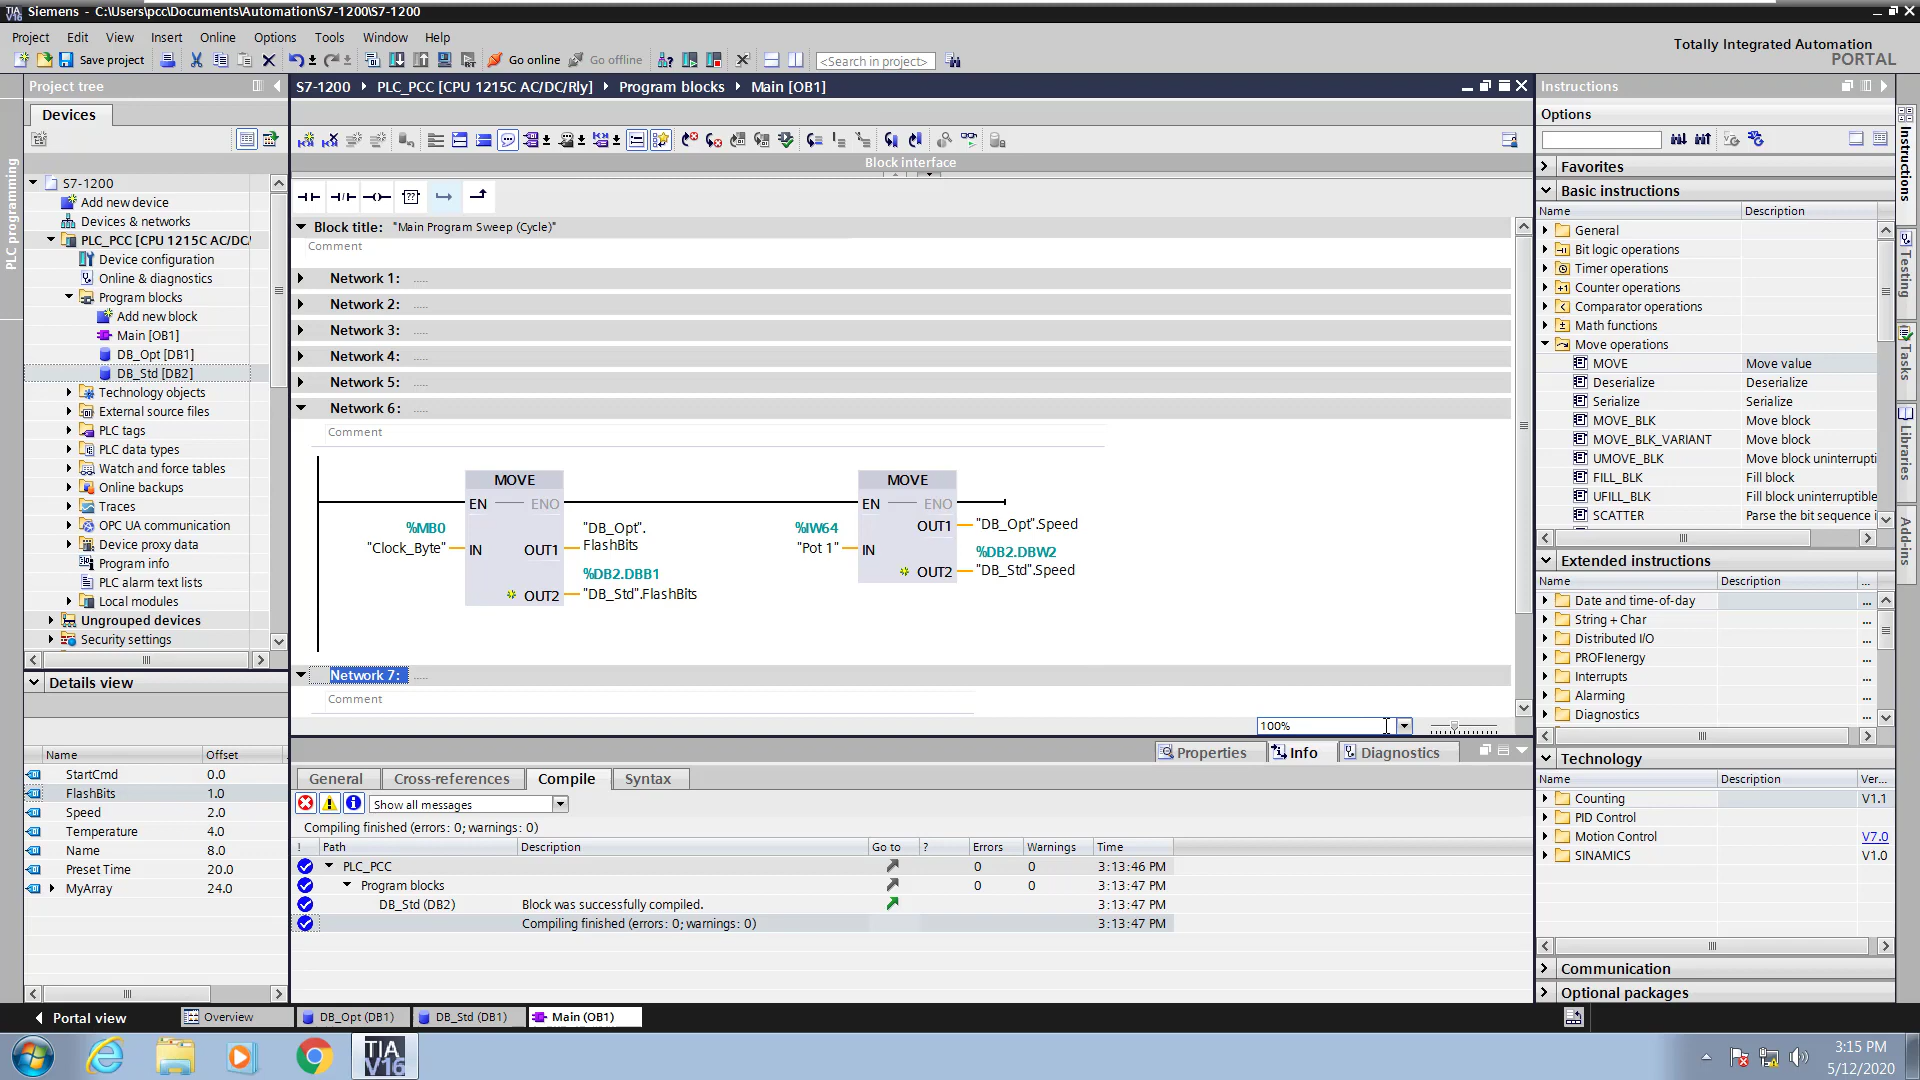 Siemens - C:\Users\pcc\Documents\Automation\S7-1200\S7-1200
Project Edit View Insert Online Options Tools Window Help
Totally Integrated Automation
PORTAL
Save project
Go online
Go offline
<Search in project>
Project tree
S7-1200 PLC_PCC [CPU 1215C AC/DC/Rly] Program blocks Main [OB1]
Instructions
Devices
Options
PLC programming
Block interface
S7-1200
Add new device
Devices & networks
PLC_PCC [CPU 1215C AC/DC/
Device configuration
Online & diagnostics
Program blocks
Add new block
Main [OB1]
DB_Opt [DB1]
DB_Std [DB2]
Technology objects
External source files
PLC tags
PLC data types
Watch and force tables
Online backups
Traces
OPC UA communication
Device proxy data
Program info
PLC alarm text lists
Local modules
Ungrouped devices
Security settings
Details view
Name Offset
StartCmd 0.0
FlashBits 1.0
Speed 2.0
Temperature 4.0
Name 8.0
Preset Time 20.0
MyArray 24.0
Block title: "Main Program Sweep (Cycle)"
Comment
Network 1: .....
Network 2: .....
Network 3: .....
Network 4: .....
Network 5: .....
Network 6: .....
Comment
MOVE
EN ENO
%MB0
"Clock_Byte" IN
OUT1 "DB_Opt".
FlashBits
%DB2.DBB1
OUT2 "DB_Std".FlashBits
MOVE
EN ENO
%IW64
"Pot 1" IN
OUT1 "DB_Opt".Speed
%DB2.DBW2
OUT2 "DB_Std".Speed
Network 7: .....
Comment
100%
Properties Info Diagnostics
General Cross-references Compile Syntax
Show all messages
Compiling finished (errors: 0; warnings: 0)
! Path Description Go to ? Errors Warnings Time
PLC_PCC 0 0 3:13:46 PM
Program blocks 0 0 3:13:47 PM
DB_Std (DB2) Block was successfully compiled. 3:13:47 PM
Compiling finished (errors: 0; warnings: 0) 3:13:47 PM
Favorites
Basic instructions
Name Description
General
Bit logic operations
Timer operations
Counter operations
Comparator operations
Math functions
Move operations
MOVE Move value
Deserialize Deserialize
Serialize Serialize
MOVE_BLK Move block
MOVE_BLK_VARIANT Move block
UMOVE_BLK Move block uninterrupti
FILL_BLK Fill block
UFILL_BLK Fill block uninterruptible
SCATTER Parse the bit sequence i
Extended instructions
Name Description ...
Date and time-of-day ...
String + Char ...
Distributed I/O ...
PROFIenergy ...
Interrupts ...
Alarming ...
Diagnostics ...
Technology
Name Description Ver...
Counting V1.1
PID Control
Motion Control V7.0
SINAMICS V1.0
Communication
Optional packages
Instructions
Testing
Tasks
Libraries
Add-ins
Portal view Overview DB_Opt (DB1) DB_Std (DB1) Main (OB1)
TIA
V16
3:15 PM
5/12/2020